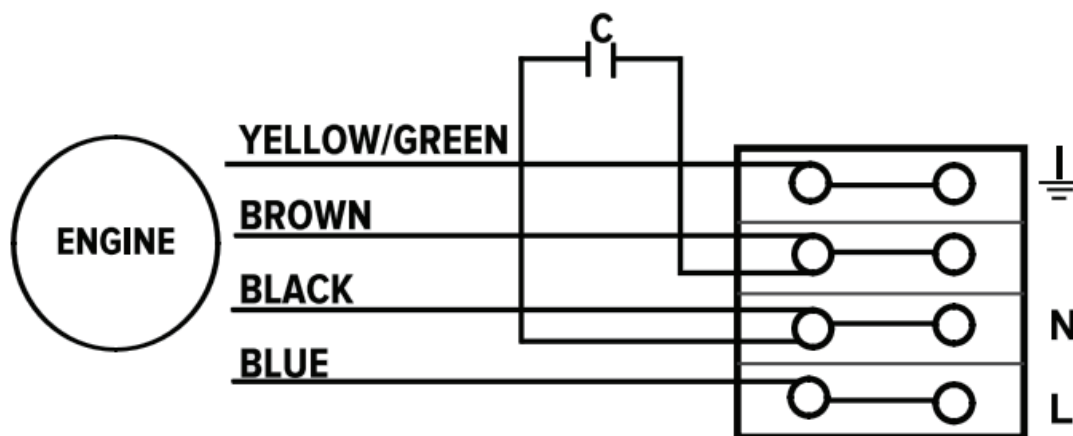 C
YELLOW/GREEN
BROWN
ENGINE
BLACK
N
BLUE
L